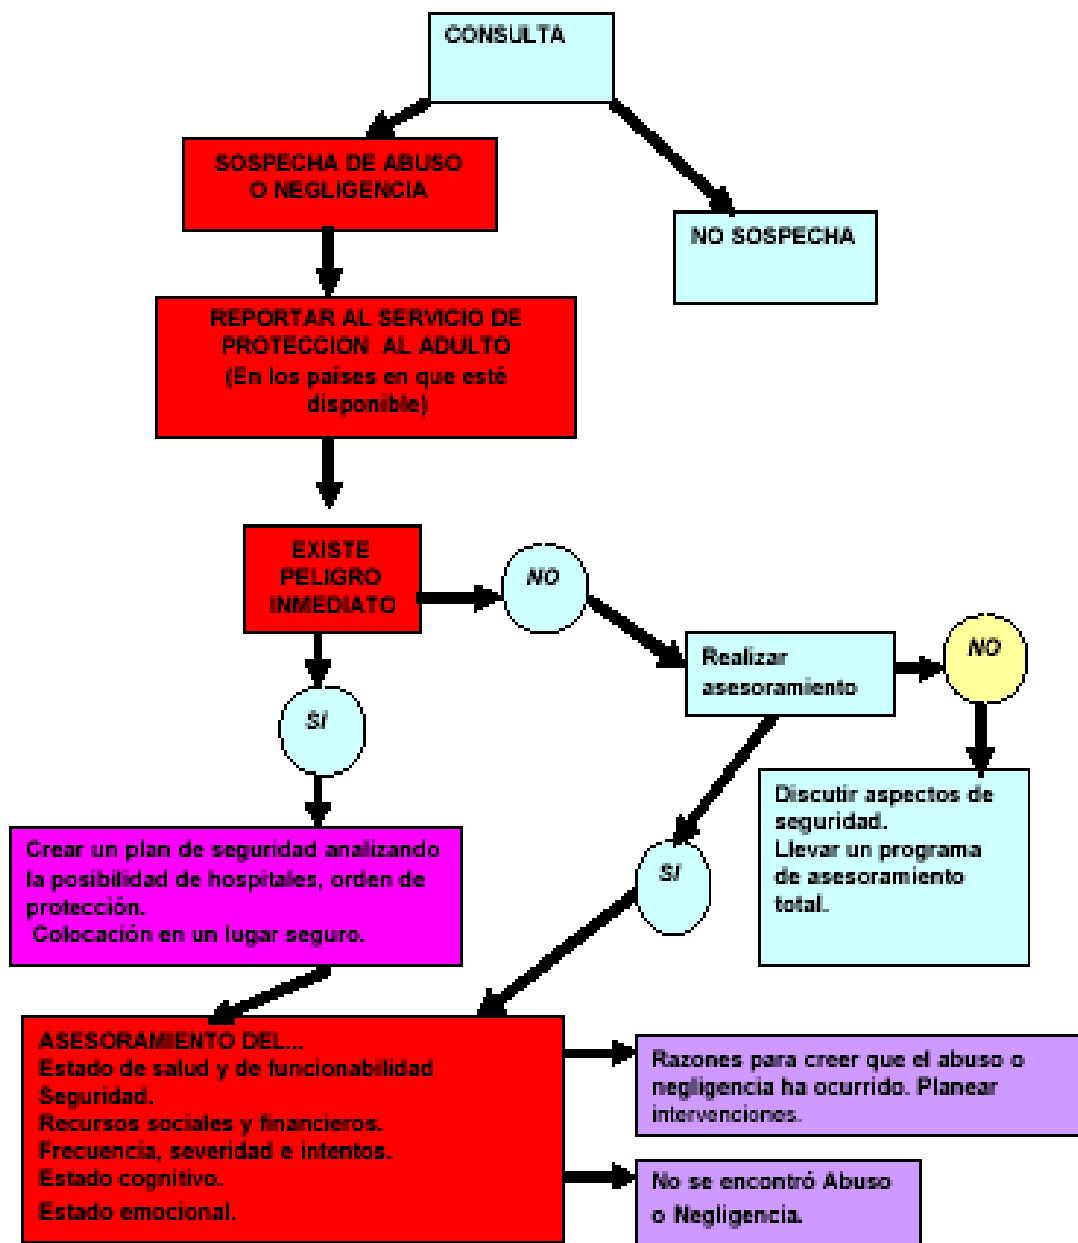 CONSULTA
SOSPECHA DE ABUSO
O NEGLIGENCIA
NO SOSPECHA
REPORTAR AL SERVICIO DE
PROTECCION AL ADULTO
(En los países en que esté
disponible)
EXISTE
PELIGRO
INMEDIATO
NO
Realizar
asesoramiento
NO
SI
Discutir aspectos de
seguridad.
Llevar un programa
de asesoramiento
total.
Crear un plan de seguridad analizando
la posibilidad de hospitales, orden de
protección.
Colocación en un lugar seguro.
SI
ASESORAMIENTO DEL...
Estado de salud y de funcionabilidad
Seguridad.
Recursos sociales y financieros.
Frecuencia, severidad e intentos.
Estado cognitivo.
Estado emocional.
Razones para creer que el abuso o
negligencia ha ocurrido. Planear
intervenciones.
No se encontró Abuso
o Negligencia.